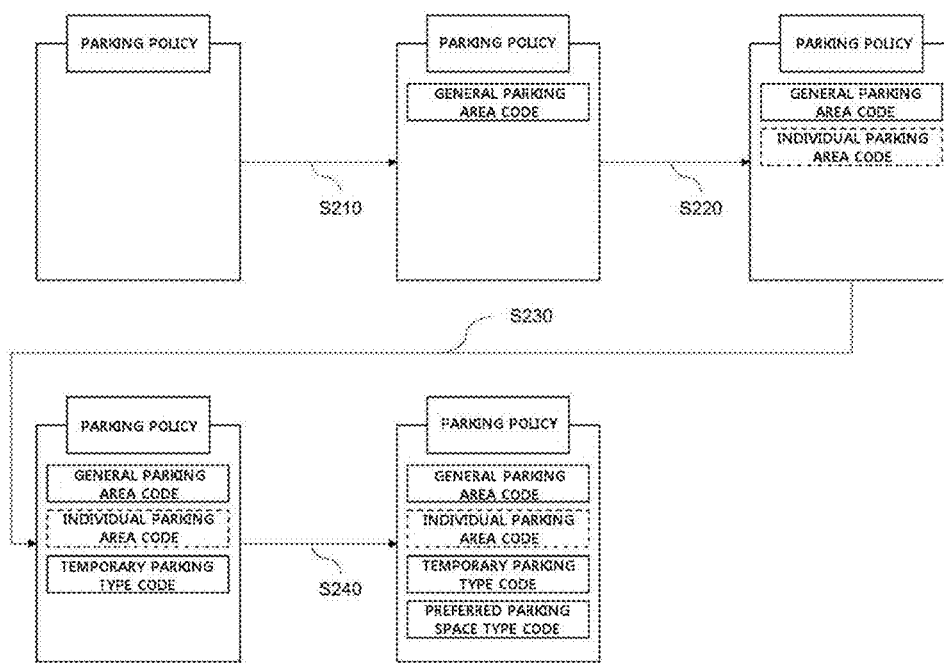 PARKING POLICY
PARKING POLICY
PARKING POLICY
GENERAL PARKING
AREA CODE
GENERAL PARKING
AREA CODE
INDIVIDUAL PARKING
AREA CODE
S210
S220
S230
PARKING POLICY
PARKING POLICY
GENERAL PARKING
AREA CODE
INDIVIDUAL PARKING
AREA CODE
TEMPORARY PARKING
TYPE CODE
S240
GENERAL PARKING
AREA CODE
INDIVIDUAL PARKING
AREA CODE
TEMPORARY PARKING
TYPE CODE
PREFERRED PARKING
SPACE TYPE CODE